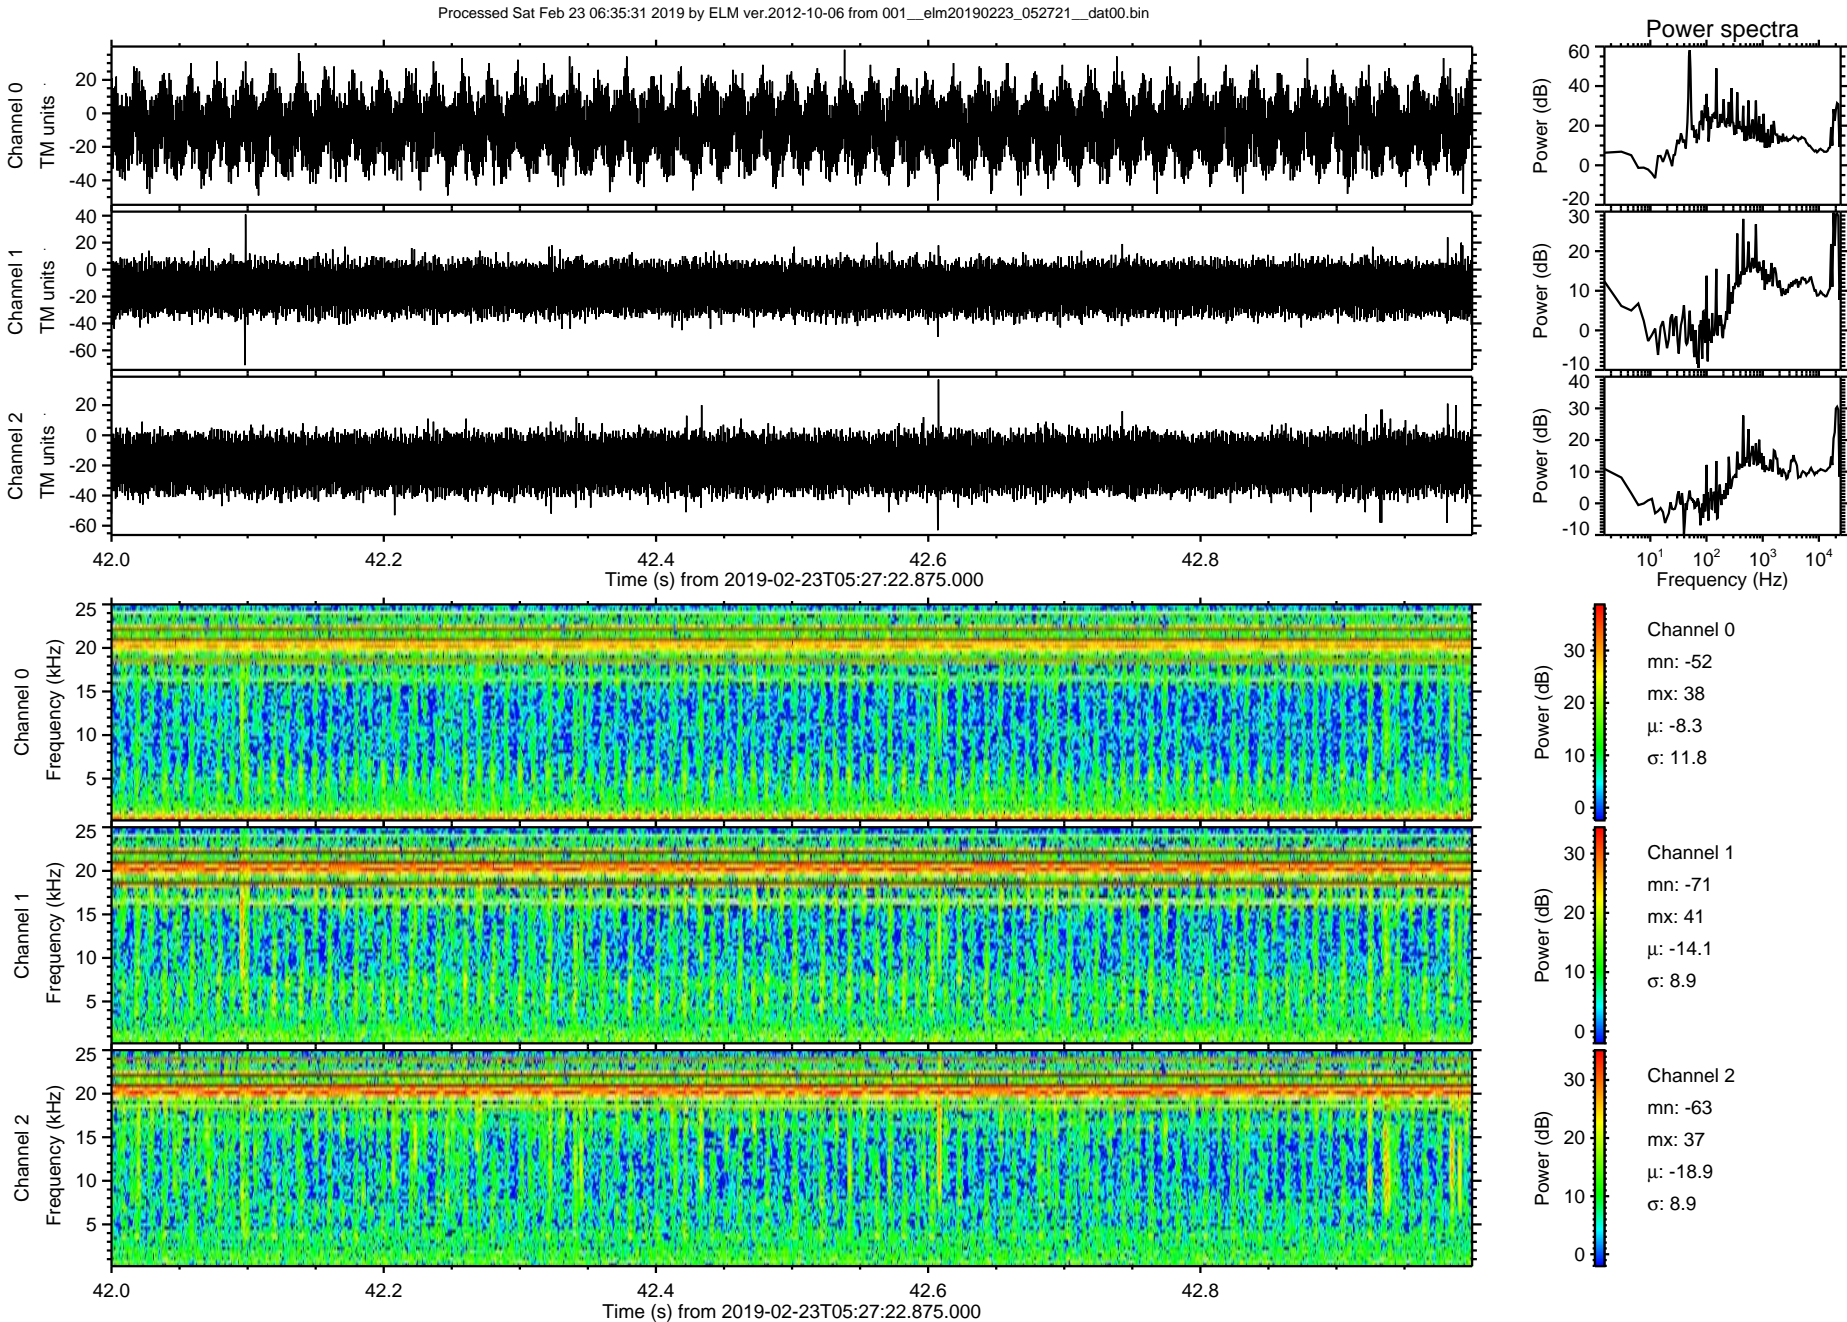 Processed Sat Feb 23 06:35:31 2019 by ELM ver.2012-10-06 from 001__elm20190223_052721__dat00.bin
Power spectra
Channel 0
TM units
20
0
-20
-40
Power (dB)
60
40
20
0
-20
Channel 1
TM units
40
20
0
-20
-40
-60
Power (dB)
30
20
10
0
-10
Channel 2
TM units
20
0
-20
-40
-60
Power (dB)
40
30
20
10
0
-10
42.0 42.2 42.4 42.6 42.8
Time (s) from 2019-02-23T05:27:22.875.000
10^1 10^2 10^3 10^4
Frequency (Hz)
Channel 0
Frequency (kHz)
25
20
15
10
5
Power (dB)
30
20
10
0
Channel 0
mn: -52
mx: 38
μ: -8.3
σ: 11.8
Channel 1
Frequency (kHz)
25
20
15
10
5
Power (dB)
30
20
10
0
Channel 1
mn: -71
mx: 41
μ: -14.1
σ: 8.9
Channel 2
Frequency (kHz)
25
20
15
10
5
Power (dB)
30
20
10
0
Channel 2
mn: -63
mx: 37
μ: -18.9
σ: 8.9
42.0 42.2 42.4 42.6 42.8
Time (s) from 2019-02-23T05:27:22.875.000